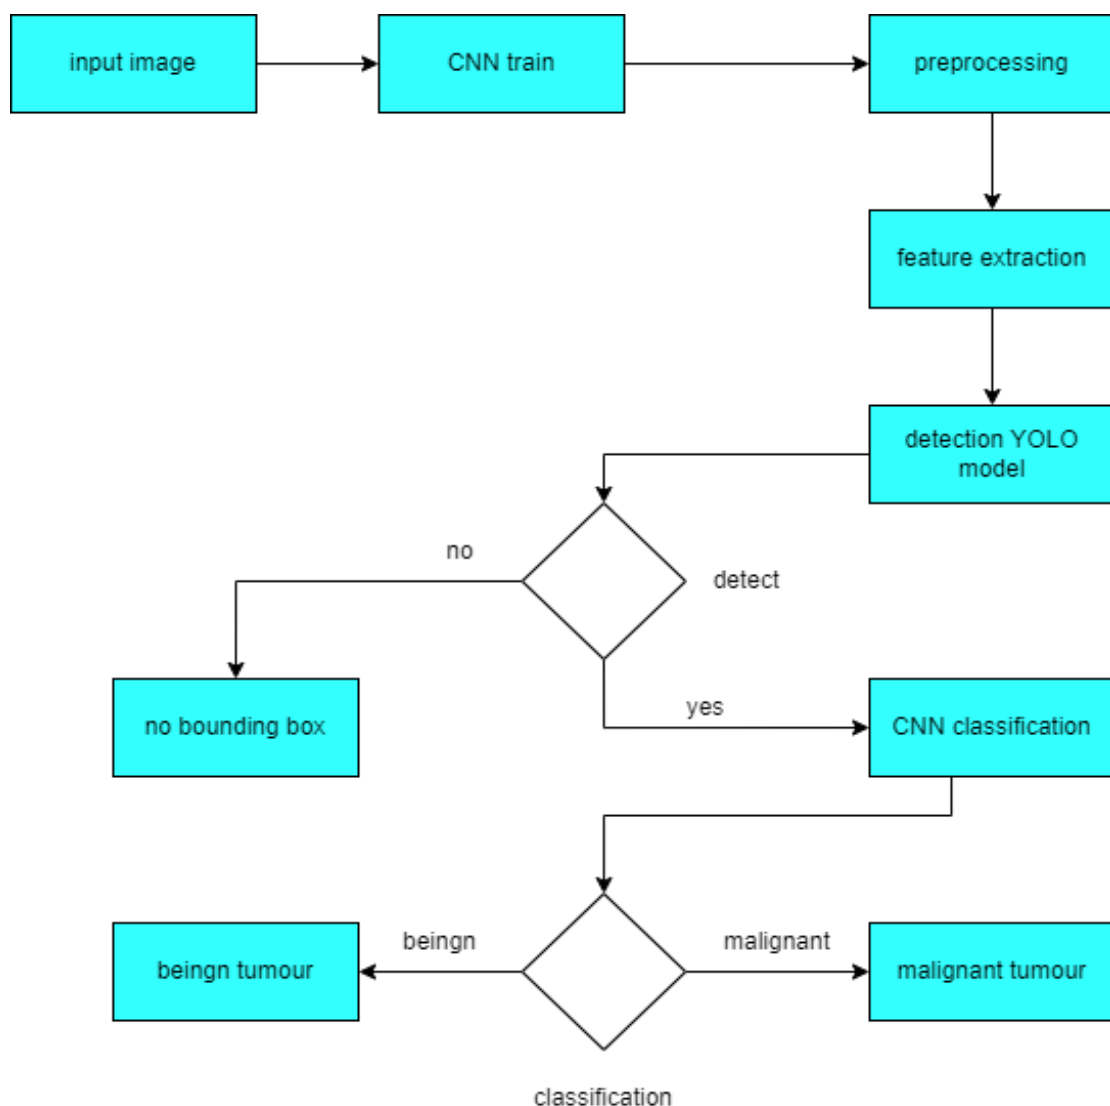 input image
CNN train
preprocessing
feature extraction
detection YOLO
model
no
detect
no bounding box
yes
CNN classification
beingn
malignant
beingn tumour
malignant tumour
classification